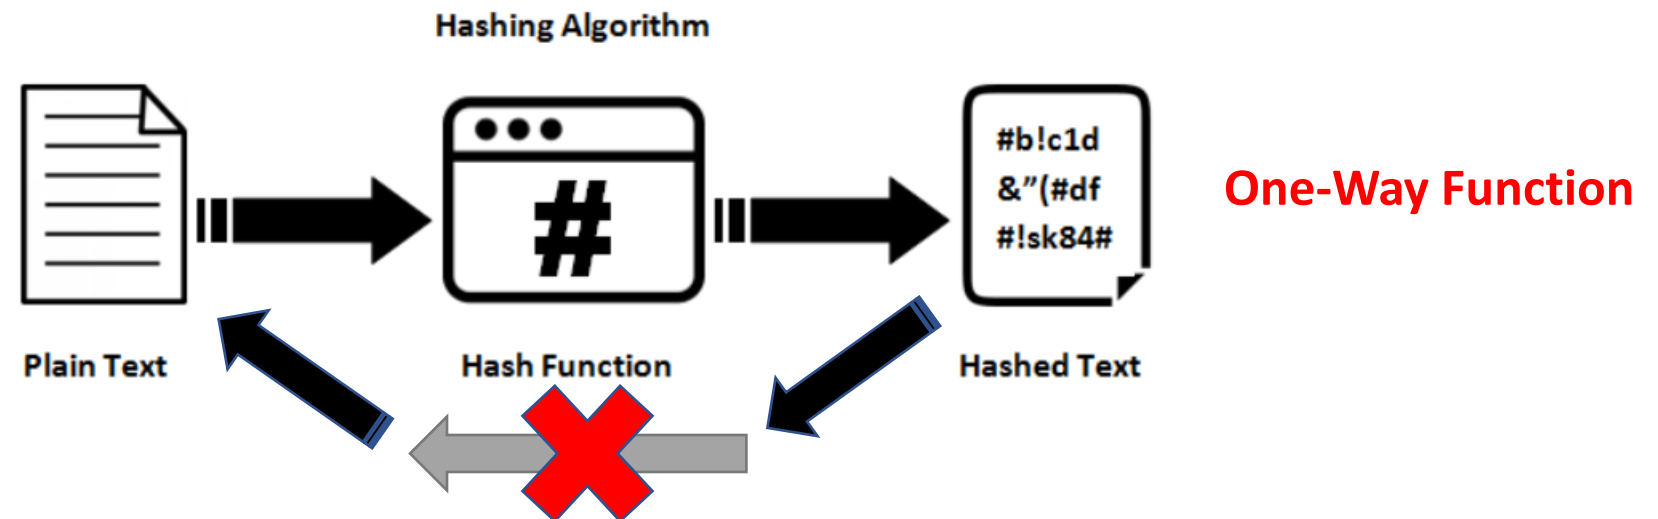 Hashing Algorithm
#
#b!c1d
&”(#df
#!sk84#
One-Way Function
Plain Text
Hash Function
Hashed Text